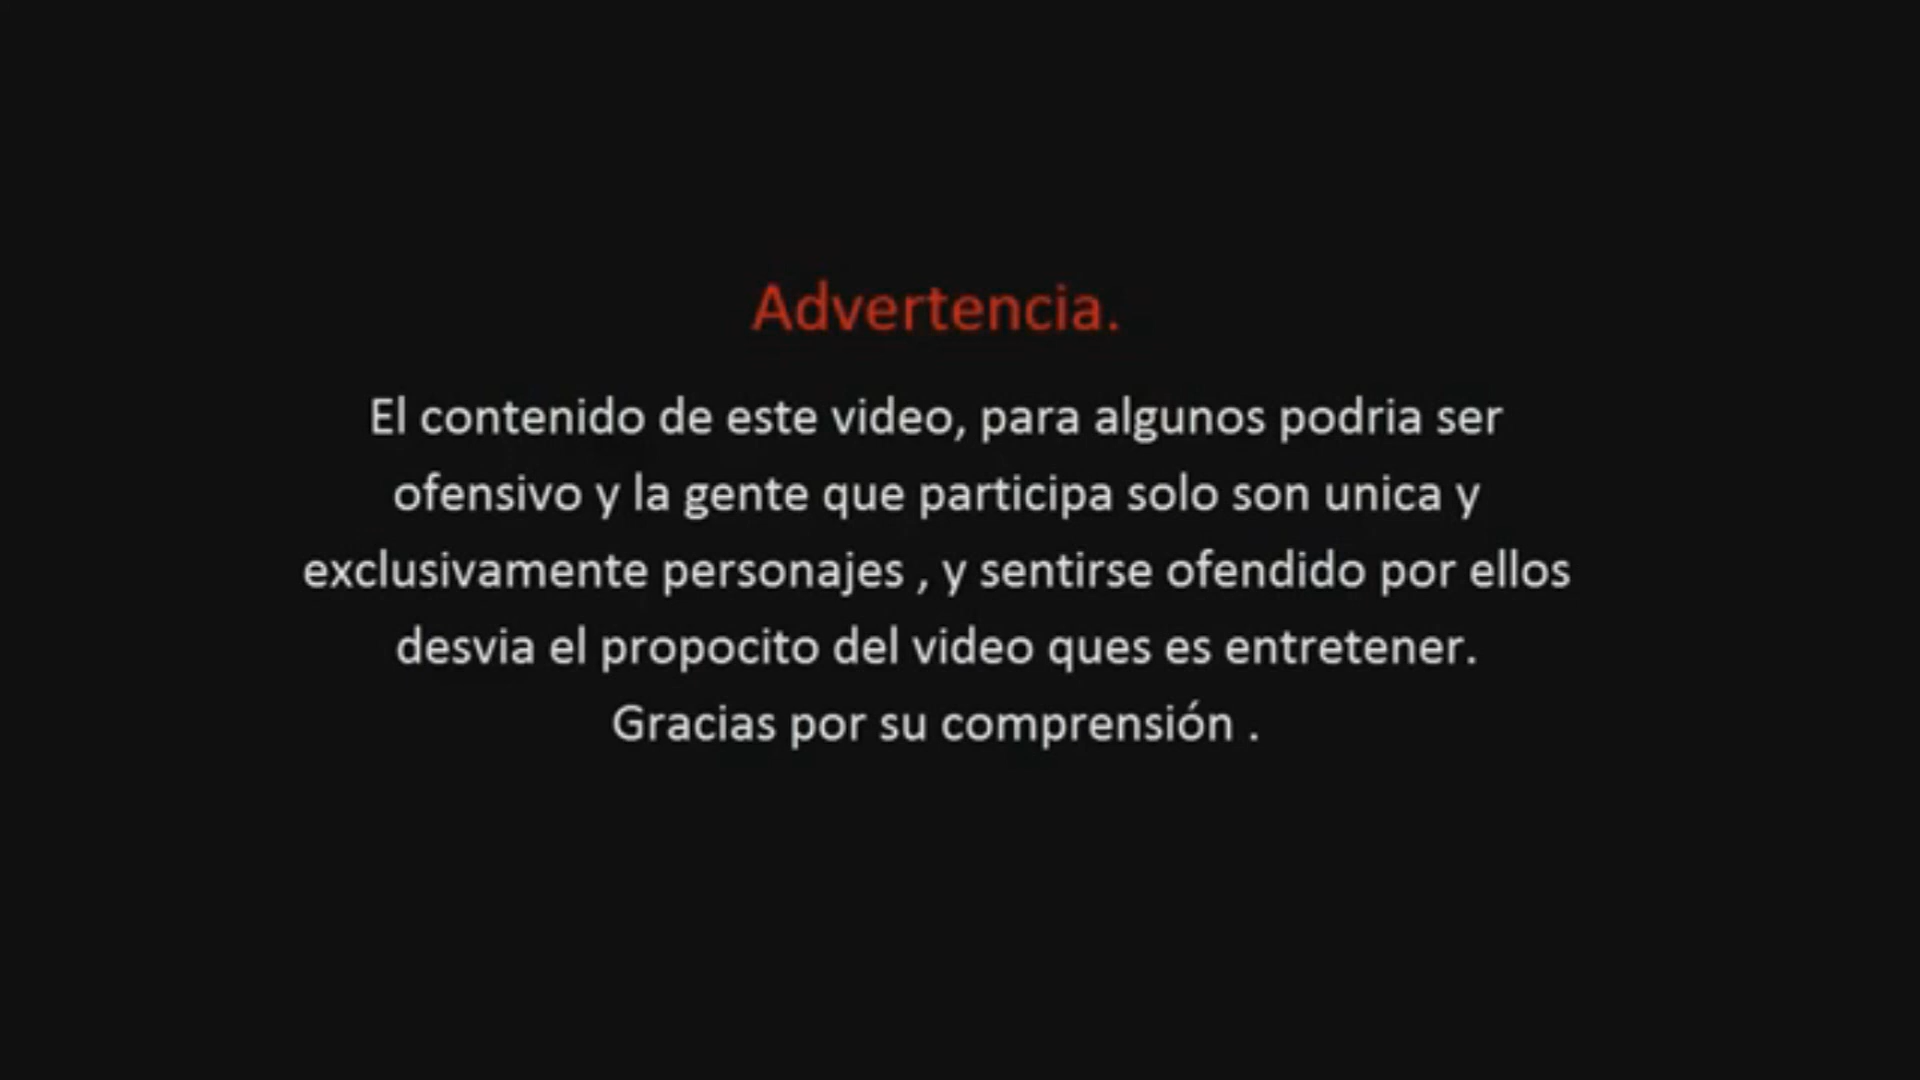 Advertencia.
El contenido de este video, para algunos podria ser
ofensivo y la gente que participa solo son unica y
exclusivamente personajes , y sentirse ofendido por ellos
desvia el propocito del video ques es entretener.
Gracias por su comprensión .